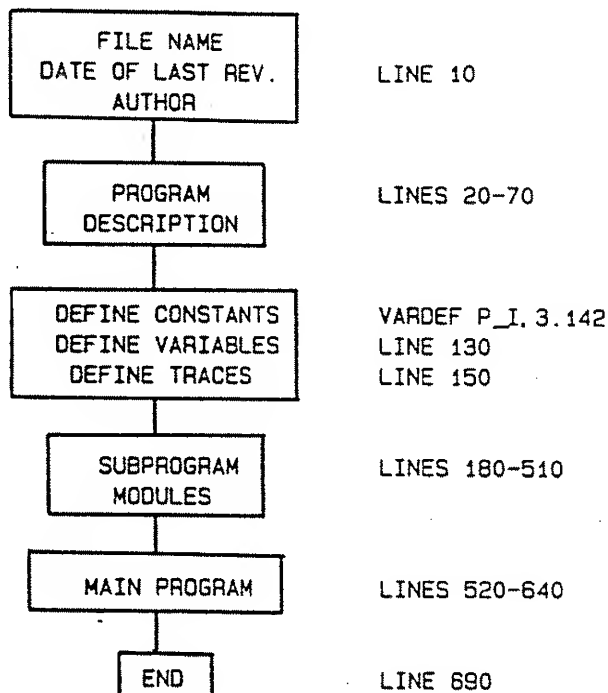 FILE NAME
DATE OF LAST REV.
AUTHOR
LINE 10
PROGRAM
DESCRIPTION
LINES 20-70
DEFINE CONSTANTS
DEFINE VARIABLES
DEFINE TRACES
VARDEF P_I, 3.142
LINE 130
LINE 150
SUBPROGRAM
MODULES
LINES 180-510
MAIN PROGRAM
LINES 520-640
END
LINE 690